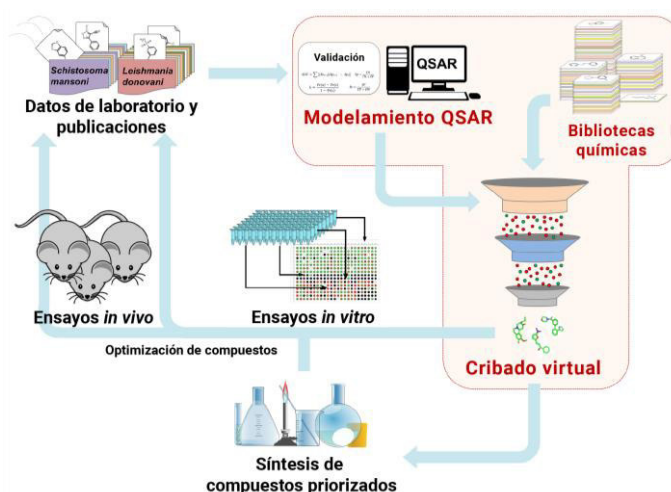 Schistosoma
mansoni
Leishmania
donovani
Datos de laboratorio y
publicaciones
Validación
QSAR
Modelamiento QSAR
Bibliotecas
químicas
Ensayos in vivo
Ensayos in vitro
Optimización de compuestos
Cribado virtual
Síntesis de
compuestos priorizados